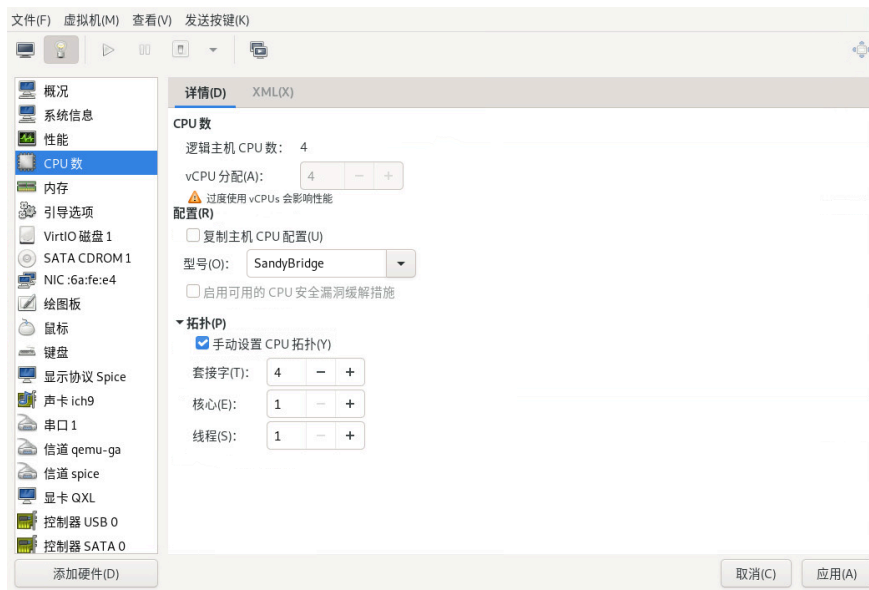 文件(F) 虚拟机(M) 查看(V) 发送按键(K)
概况
系统信息
性能
CPU 数
内存
引导选项
VirtIO 磁盘 1
SATA CDROM 1
NIC :6a:fe:e4
绘图板
鼠标
键盘
显示协议 Spice
声卡 ich9
串口 1
信道 qemu-ga
信道 spice
显卡 QXL
控制器 USB 0
控制器 SATA 0
添加硬件(D)
详情(D) XML(X)
CPU 数
逻辑主机 CPU 数： 4
vCPU 分配(A)： 4 − +
过度使用 vCPUs 会影响性能
配置(R)
复制主机 CPU 配置(U)
型号(O)： SandyBridge
启用可用的 CPU 安全漏洞缓解措施
拓扑(P)
手动设置 CPU 拓扑(Y)
套接字(T)： 4 − +
核心(E)： 1 − +
线程(S)： 1 − +
取消(C) 应用(A)